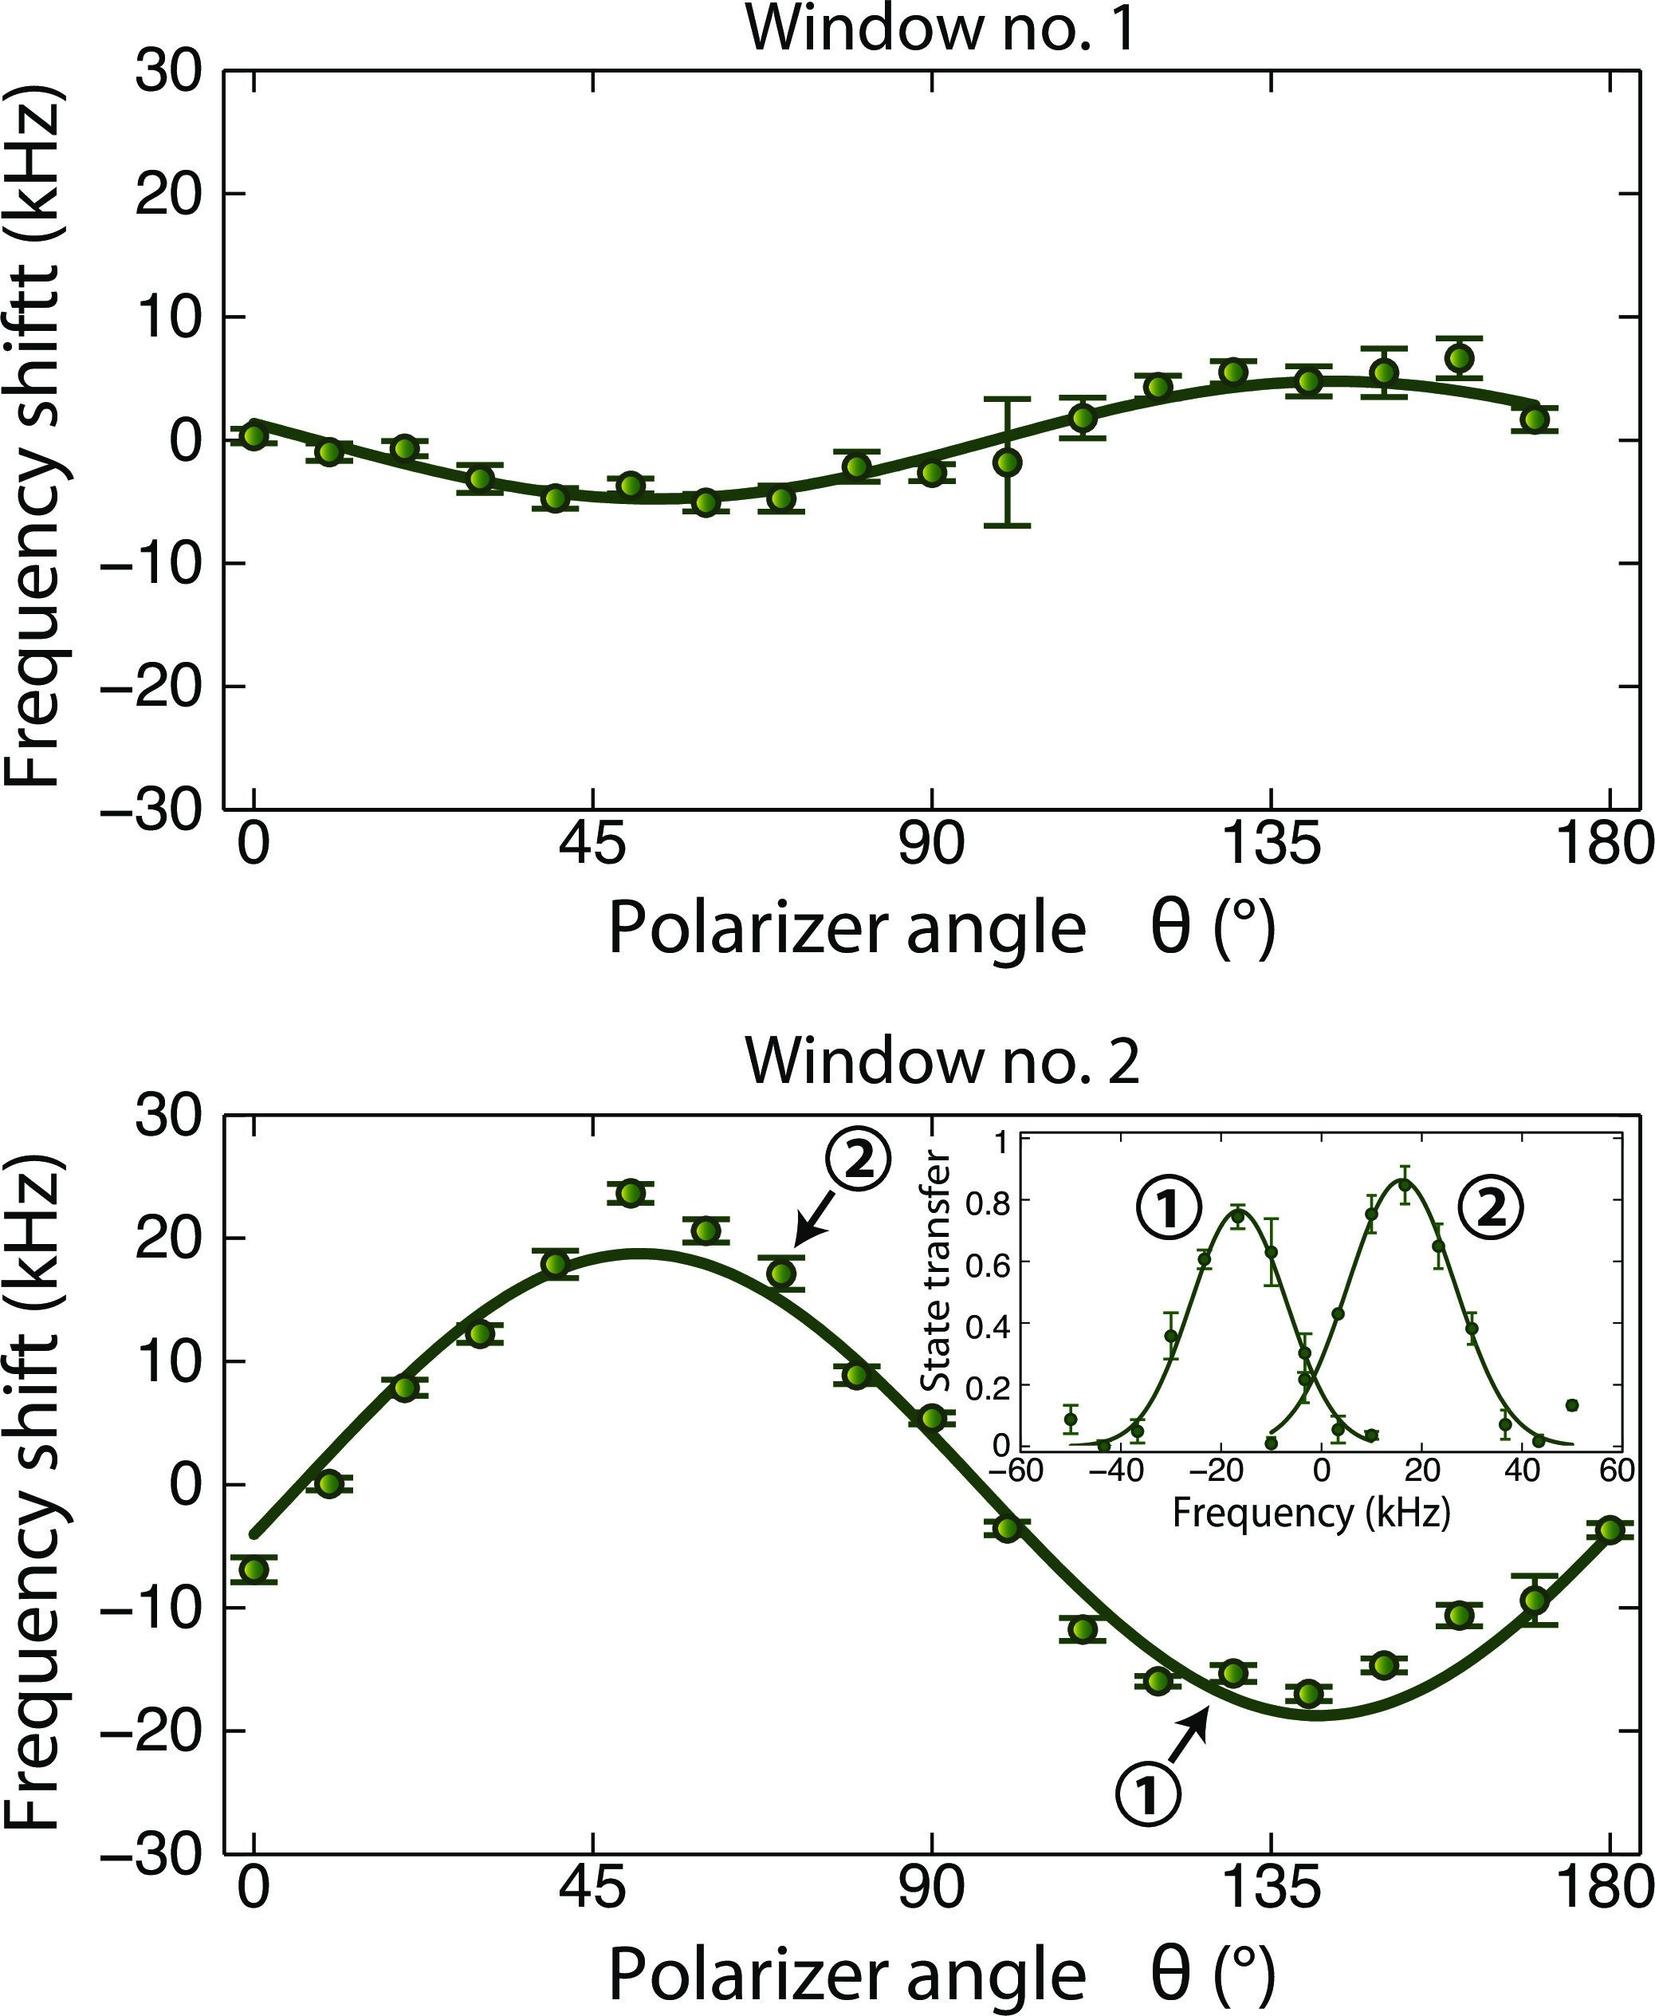 Window no. 1
Frequency shiftt (kHz)
30
20
10
0
−10
−20
−30
0 45 90 135 180
Polarizer angle θ (°)
Window no. 2
Frequency shift (kHz)
30
20
10
0
−10
−20
−30
2
1
State transfer
1
0.8
0.6
0.4
0.2
0
1 2
−60 −40 −20 0 20 40 60
Frequency (kHz)
0 45 90 135 180
Polarizer angle θ (°)